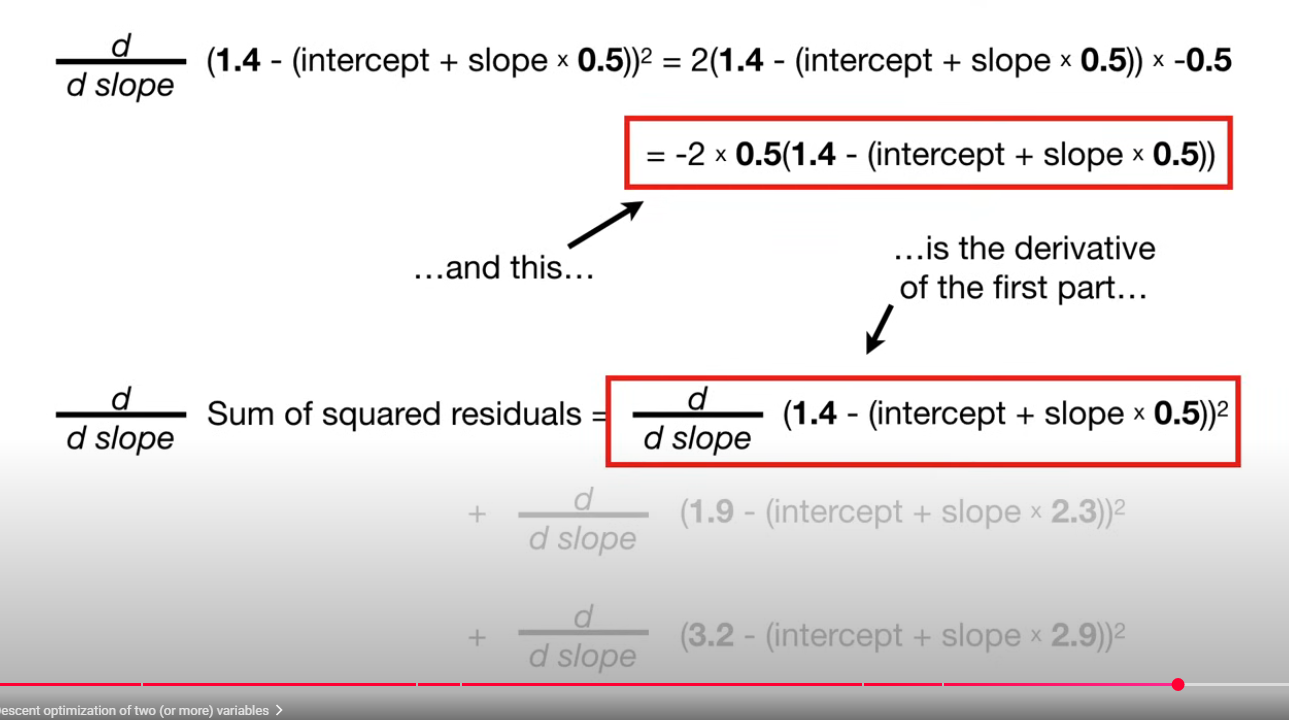 d
d slope
(1.4 - (intercept + slope × 0.5))² = 2(1.4 - (intercept + slope × 0.5)) × -0.5
= -2 × 0.5(1.4 - (intercept + slope × 0.5))
…and this…
…is the derivative
of the first part…
d
d slope
Sum of squared residuals =
d
d slope
(1.4 - (intercept + slope × 0.5))²
+
d
d slope
(1.9 - (intercept + slope × 2.3))²
+
d
d slope
(3.2 - (intercept + slope × 2.9))²
escent optimization of two (or more) variables >